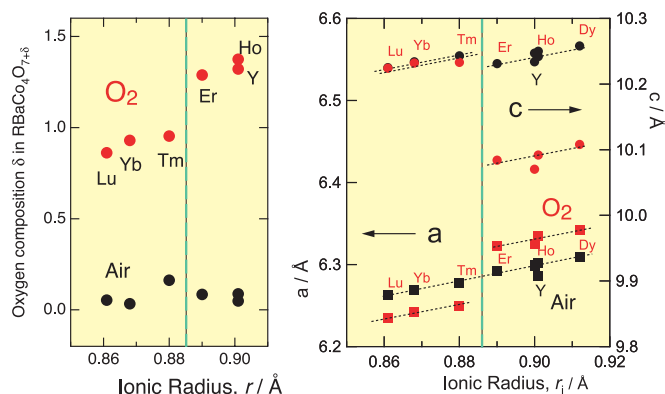 Oxygen composition δ in RBaCo4O7+δ
1.5
1.0
0.5
0.0
O2
Lu
Yb
Tm
Er
Ho
Y
Air
0.86
0.88
0.90
Ionic Radius, r / Å
a / Å
6.6
6.5
6.4
6.3
6.2
Lu
Yb
Tm
Er
Ho
Dy
Y
c
O2
a
Lu
Yb
Tm
Er
Ho
Dy
Y
Air
10.3
10.2
10.1
10.0
9.9
9.8
c / Å
0.86
0.88
0.90
0.92
Ionic Radius, ri / Å